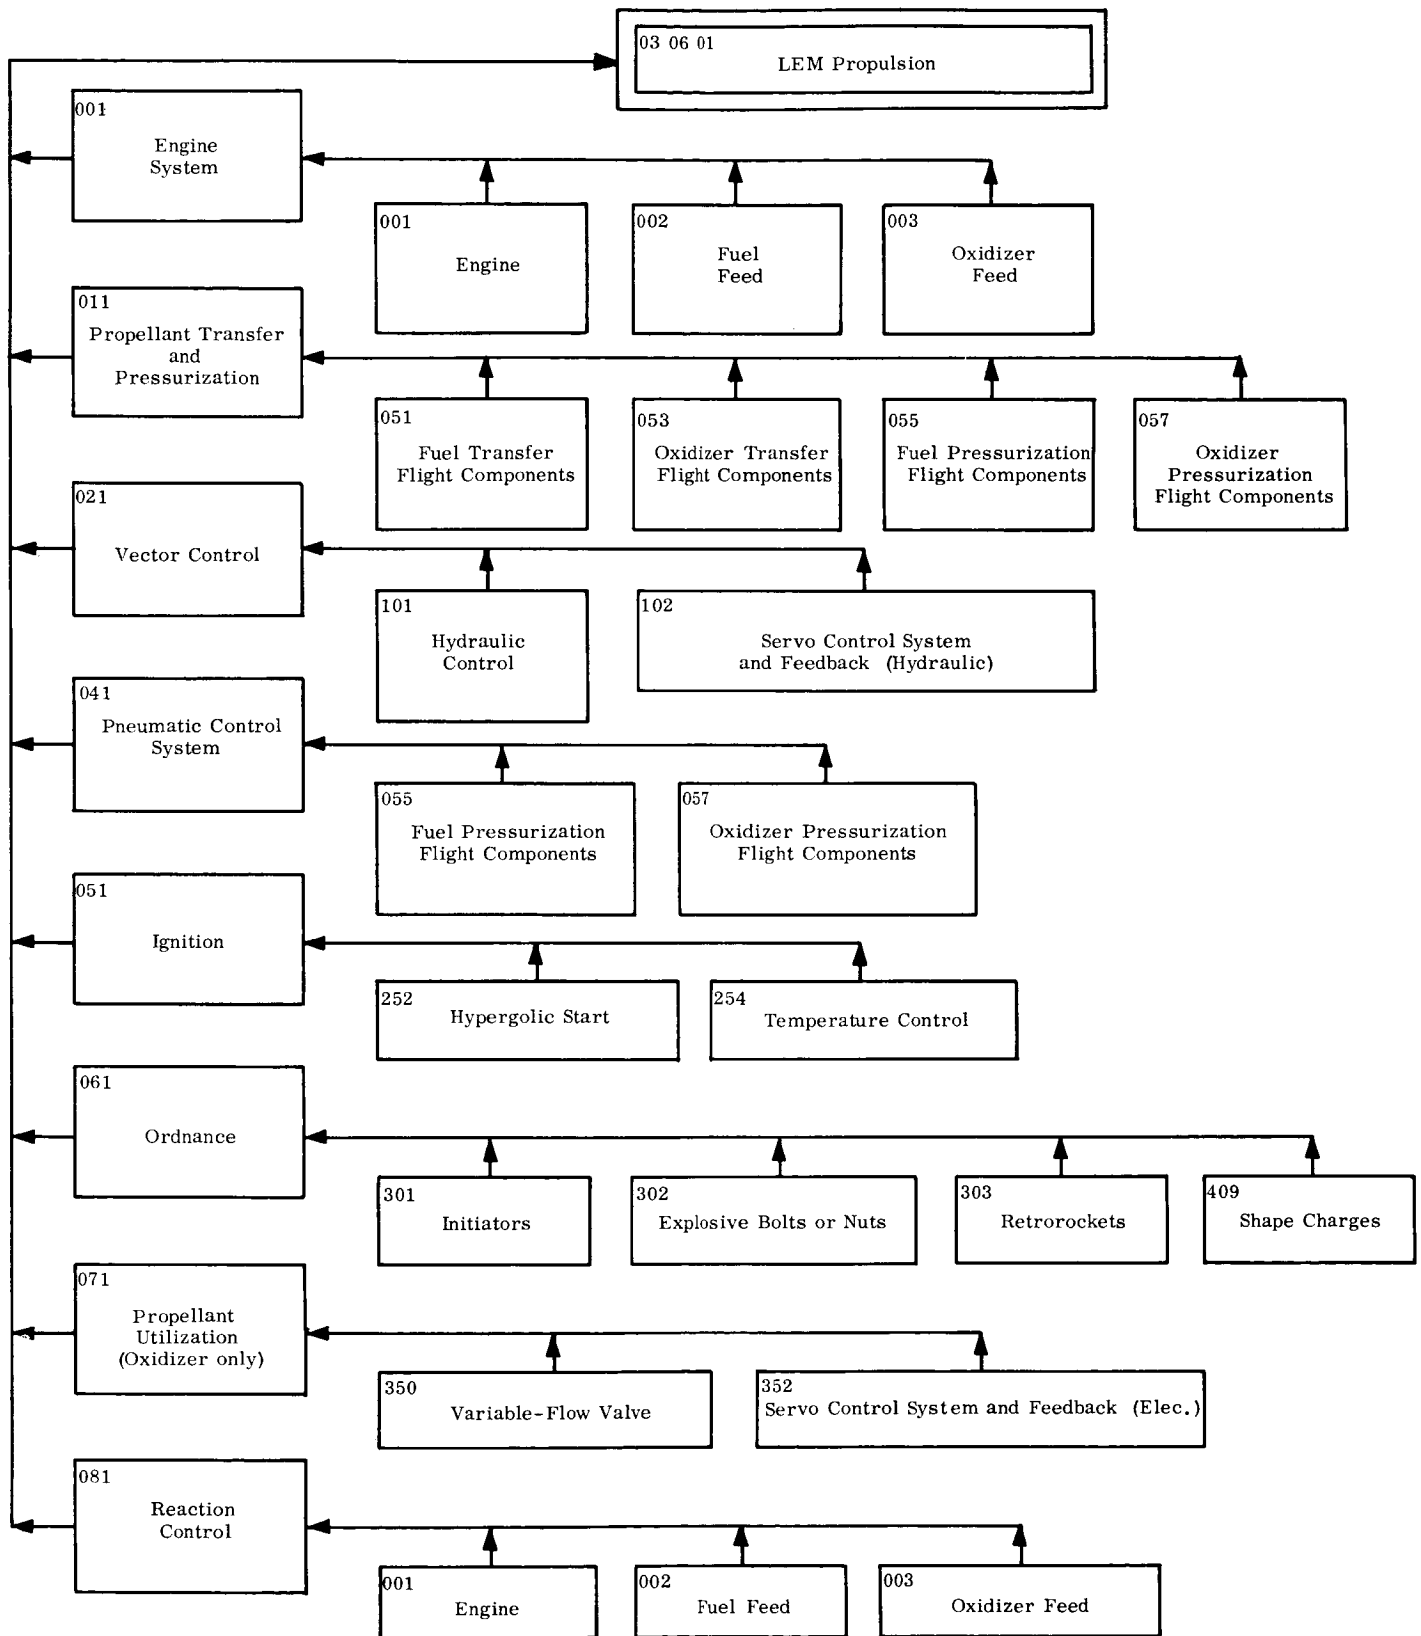 03 06 01
LEM Propulsion
001
Engine
System
001
Engine
002
Fuel
Feed
003
Oxidizer
Feed
011
Propellant Transfer
and
Pressurization
051
Fuel Transfer
Flight Components
053
Oxidizer Transfer
Flight Components
055
Fuel Pressurization
Flight Components
057
Oxidizer
Pressurization
Flight Components
021
Vector Control
101
Hydraulic
Control
102
Servo Control System
and Feedback (Hydraulic)
041
Pneumatic Control
System
055
Fuel Pressurization
Flight Components
057
Oxidizer Pressurization
Flight Components
051
Ignition
252
Hypergolic Start
254
Temperature Control
061
Ordnance
301
Initiators
302
Explosive Bolts or Nuts
303
Retrorockets
409
Shape Charges
071
Propellant
Utilization
(Oxidizer only)
350
Variable-Flow Valve
352
Servo Control System and Feedback (Elec.)
081
Reaction
Control
001
Engine
002
Fuel Feed
003
Oxidizer Feed